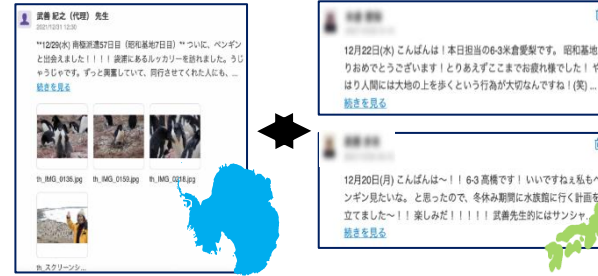 武善 紀之（代理） 先生
2021/12/31 12:30
**12/29(水) 南極派遣57日目（昭和基地7日目）** ついに、ペンギン
と出会えました！！！！ 袋浦にあるルッカリーを訪れました。うじ
ゃうじゃです。ずっと興奮していて、同行させてくれた人にも、...
続きを見る
th_IMG_0135.jpg th_IMG_0159.jpg th_IMG_0218.jpg
th_スクリーンシ...
12月22日(水) こんばんは！本日担当の6-3米倉愛梨です。 昭和基地
りおめでとうございます！とりあえずここまでお疲れ様でした！ や
はり人間には大地の上を歩くという行為が大切なんですね！(笑) ...
続きを見る
12月20日(月) こんばんは〜！！ 6-3 高橋です！ いいですねぇ私もペ
ンギン見たいな。 と思ったので、冬休み期間に水族館に行く計画を
立てました〜！！ 楽しみだ！！！！！ 武善先生的にはサンシャ
続きを見る